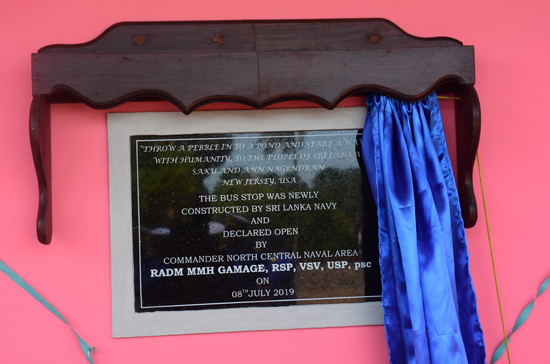 "THROW A PEBBLE IN TO A POND AND START A
WITH HUMANITY, TO THE PEOPLE OF SRI LANKA
SAKU AND ANN NAGENDRAN
NEW JERSEY, USA
THE BUS STOP WAS NEWLY
CONSTRUCTED BY SRI LANKA NAVY
AND
DECLARED OPEN
BY
COMMANDER NORTH CENTRAL NAVAL AREA
RADM MMH GAMAGE, RSP, VSV, USP, psc
ON
08TH JULY 2019